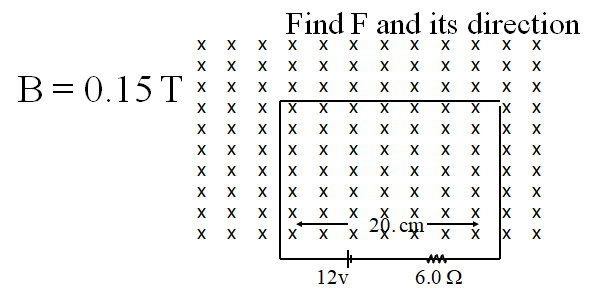 Find F and its direction
B = 0.15 T
20. cm
12v
6.0 Ω